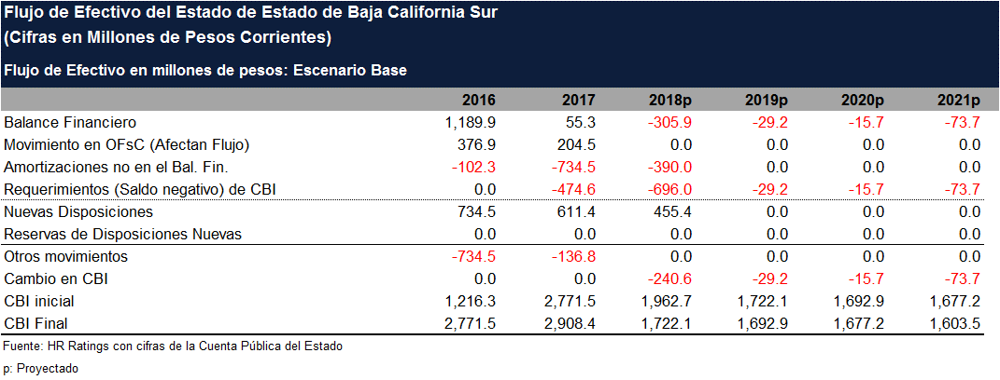 Flujo de Efectivo del Estado de Estado de Baja California Sur
(Cifras en Millones de Pesos Corrientes)
Flujo de Efectivo en millones de pesos: Escenario Base
2016 2017 2018p 2019p 2020p 2021p
Balance Financiero 1,189.9 55.3 -305.9 -29.2 -15.7 -73.7
Movimiento en OFsC (Afectan Flujo) 376.9 204.5 0.0 0.0 0.0 0.0
Amortizaciones no en el Bal. Fin. -102.3 -734.5 -390.0 0.0 0.0 0.0
Requerimientos (Saldo negativo) de CBI 0.0 -474.6 -696.0 -29.2 -15.7 -73.7
Nuevas Disposiciones 734.5 611.4 455.4 0.0 0.0 0.0
Reservas de Disposiciones Nuevas 0.0 0.0 0.0 0.0 0.0 0.0
Otros movimientos -734.5 -136.8 0.0 0.0 0.0 0.0
Cambio en CBI 0.0 0.0 -240.6 -29.2 -15.7 -73.7
CBI inicial 1,216.3 2,771.5 1,962.7 1,722.1 1,692.9 1,677.2
CBI Final 2,771.5 2,908.4 1,722.1 1,692.9 1,677.2 1,603.5
Fuente: HR Ratings con cifras de la Cuenta Pública del Estado
p: Proyectado